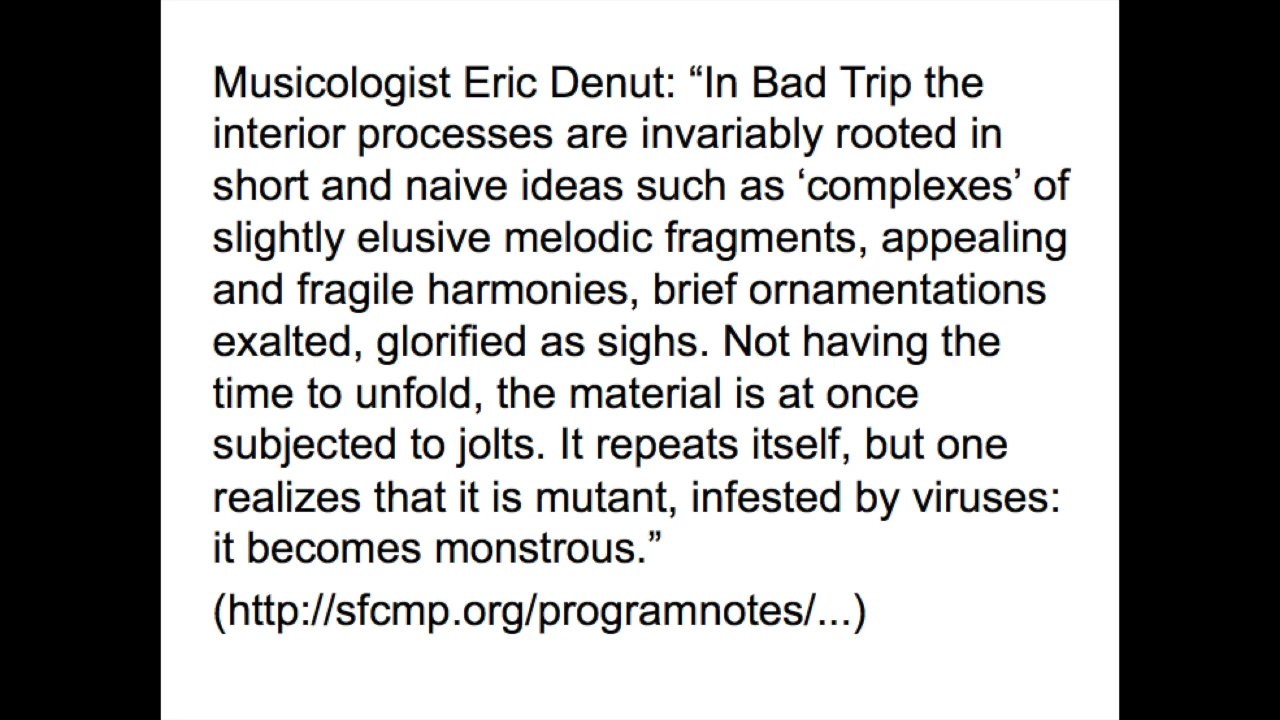 Musicologist Eric Denut: “In Bad Trip the
interior processes are invariably rooted in
short and naive ideas such as ‘complexes’ of
slightly elusive melodic fragments, appealing
and fragile harmonies, brief ornamentations
exalted, glorified as sighs. Not having the
time to unfold, the material is at once
subjected to jolts. It repeats itself, but one
realizes that it is mutant, infested by viruses:
it becomes monstrous.”
(http://sfcmp.org/programnotes/...)